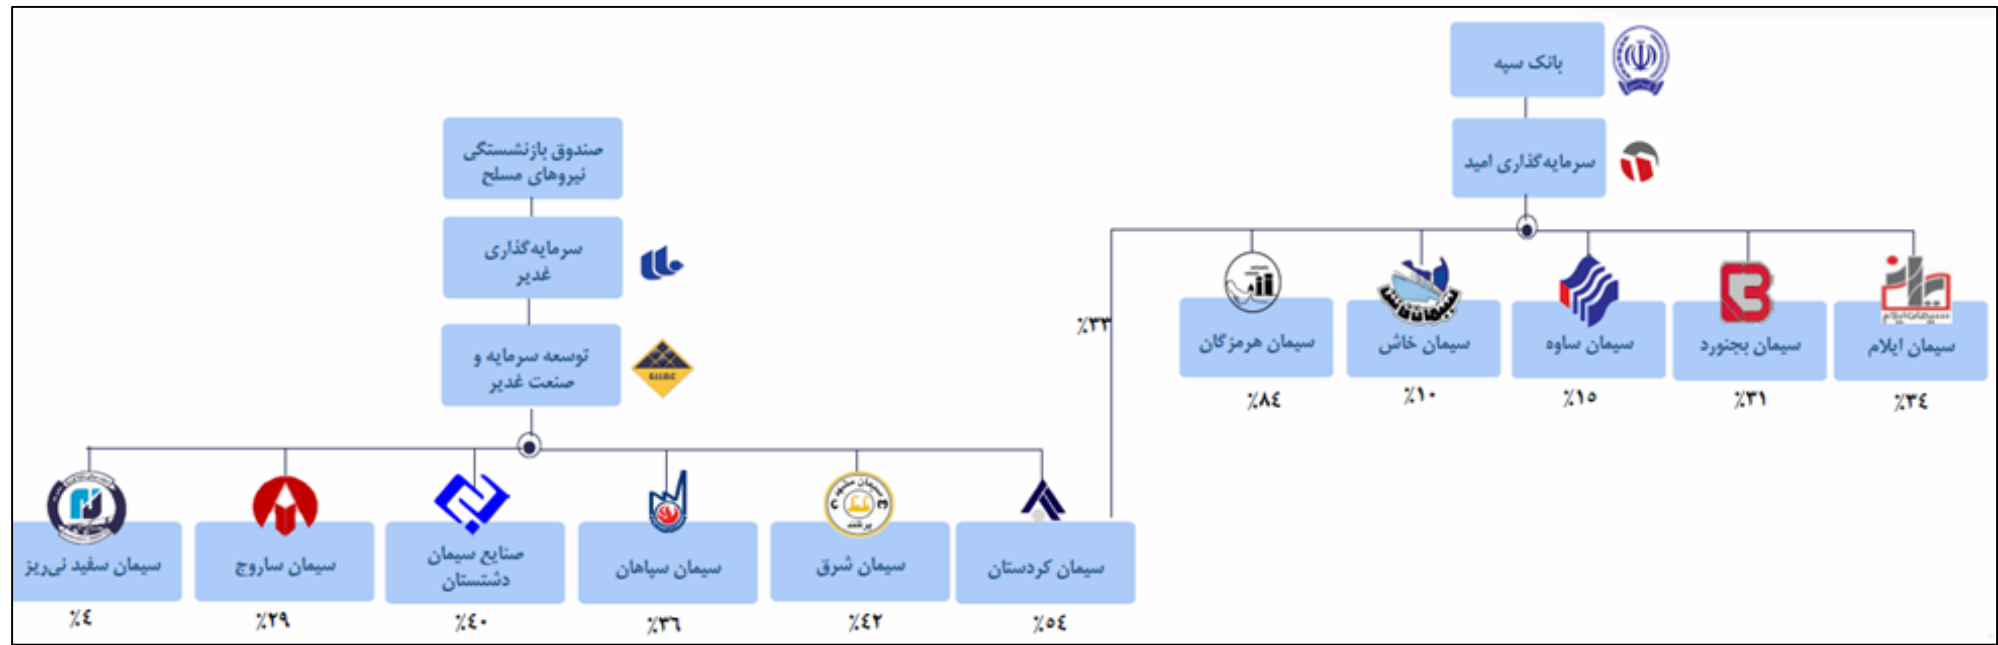 بانک سپه
سرمایه‌گذاری امید
صندوق بازنشستگی
نیروهای مسلح
سرمایه‌گذاری
غدیر
توسعه سرمایه و
صنعت غدیر
٪۳۳
سیمان ایلام
سیمان بجنورد
سیمان ساوه
سیمان خاش
سیمان هرمزگان
٪۳٤
٪۳۱
٪۱٥
٪۱۰
٪۸٤
سیمان کردستان
سیمان شرق
سیمان سپاهان
صنایع سیمان
دشتستان
سیمان ساروج
سیمان سفید نی‌ریز
٪٥٤
٪٤۲
٪۳٦
٪٤۰
٪۲۹
٪٤